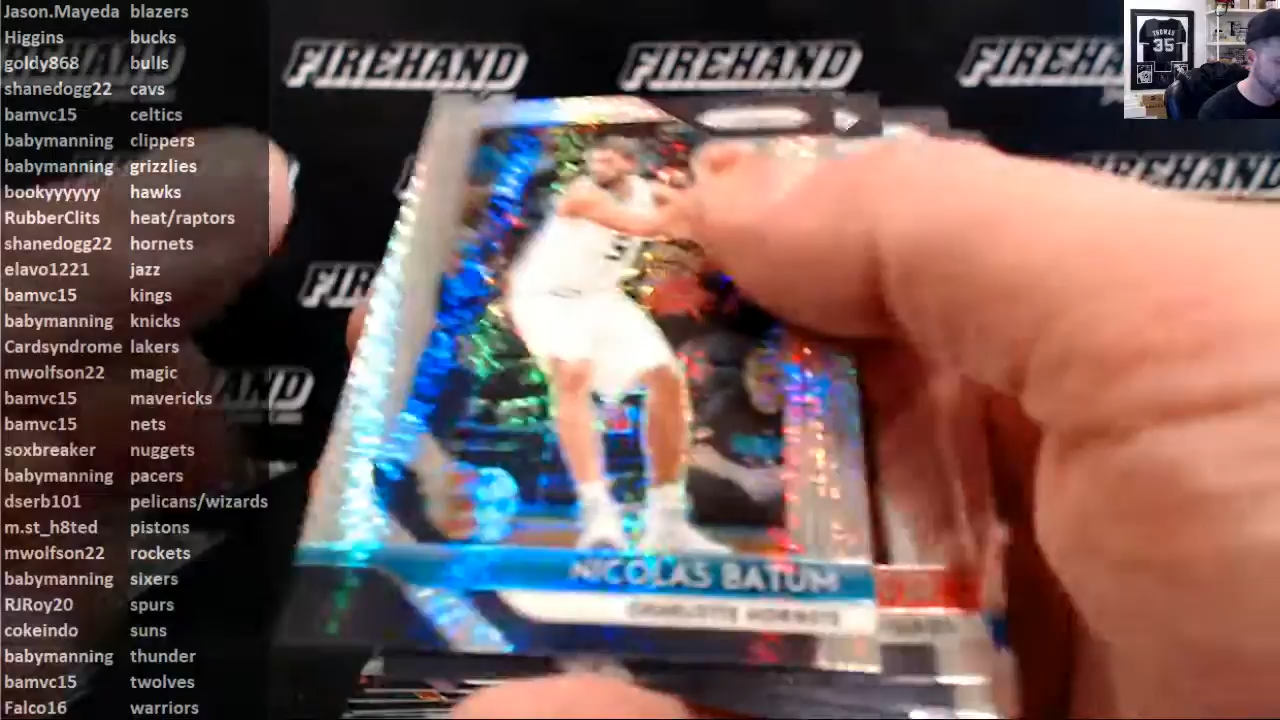 Jason.Mayeda blazers
Higgins bucks
goldy868 bulls
shanedogg22 cavs
bamvc15 celtics
babymanning clippers
babymanning grizzlies
bookyyyyyy hawks
RubberClits heat/raptors
shanedogg22 hornets
elavo1221 jazz
bamvc15 kings
babymanning knicks
Cardsyndrome lakers
mwolfson22 magic
bamvc15 mavericks
bamvc15 nets
soxbreaker nuggets
babymanning pacers
dserb101 pelicans/wizards
m.st_h8ted pistons
mwolfson22 rockets
babymanning sixers
RJRoy20 spurs
cokeindo suns
babymanning thunder
bamvc15 twolves
Falco16 warriors
FIREHAND FIREHAND FIREHAND
THOMAS
35
NICOLAS BATUM
CHARLOTTE HORNETS